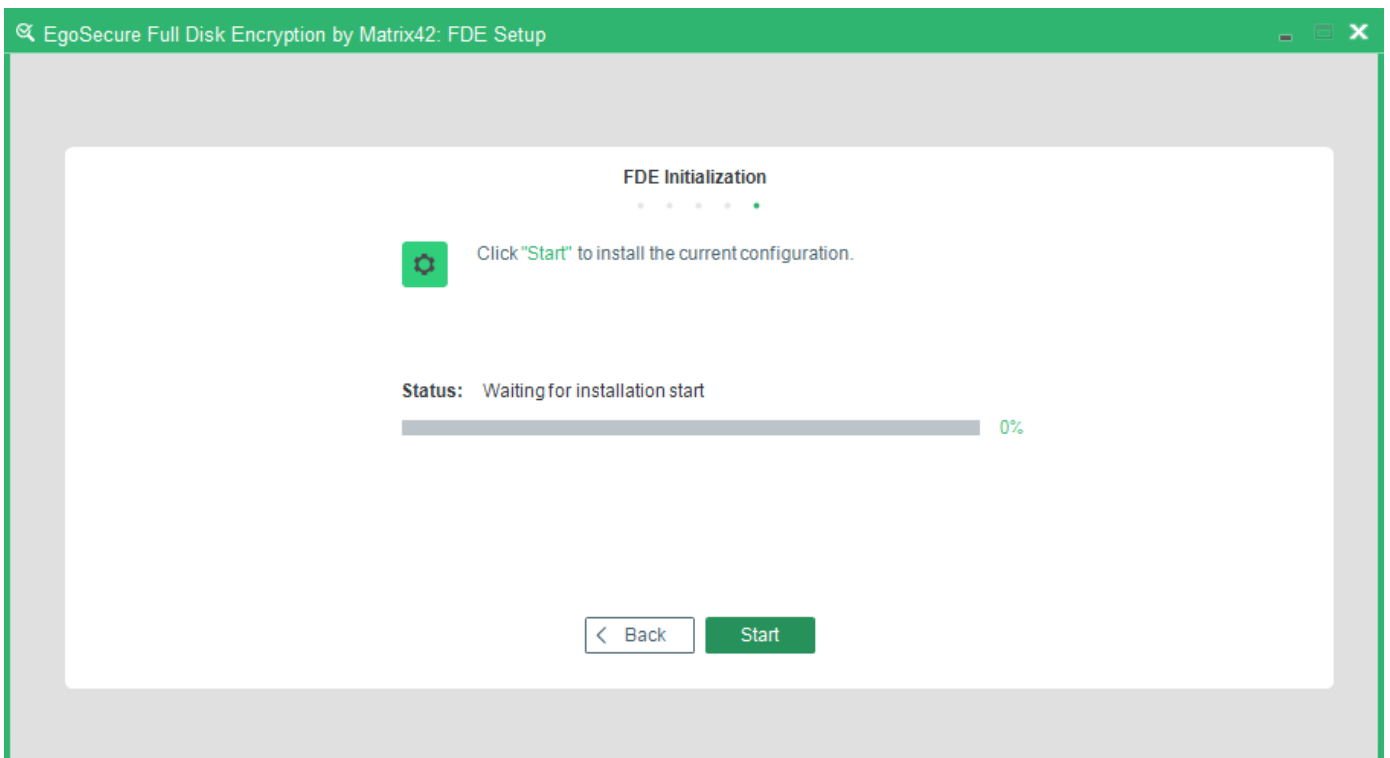 EgoSecure Full Disk Encryption by Matrix42: FDE Setup
FDE Initialization
Click "Start" to install the current configuration.
Status: Waiting for installation start
0%
Back
Start